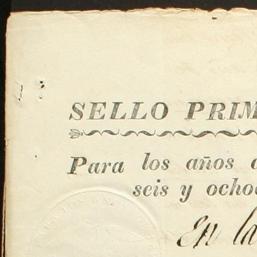 SELLO PRIM
Para los años
seis y ocho
En la